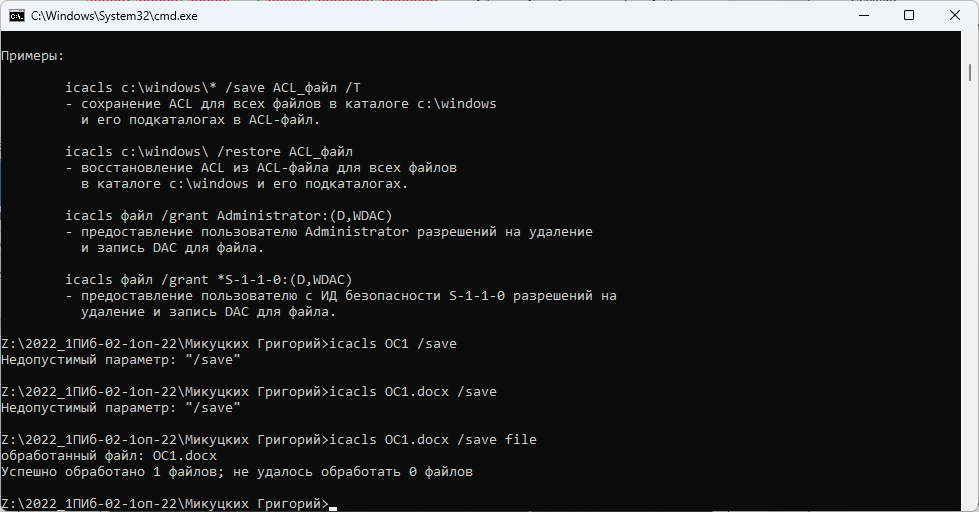 C:\Windows\System32\cmd.exe
Примеры:
icacls c:\windows\* /save ACL_файл /T
- сохранение ACL для всех файлов в каталоге c:\windows
и его подкаталогах в ACL-файл.
icacls c:\windows\ /restore ACL_файл
- восстановление ACL из ACL-файла для всех файлов
в каталоге c:\windows и его подкаталогах.
icacls файл /grant Administrator:(D,WDAC)
- предоставление пользователю Administrator разрешений на удаление
и запись DAC для файла.
icacls файл /grant *S-1-1-0:(D,WDAC)
- предоставление пользователю с ИД безопасности S-1-1-0 разрешений на
удаление и запись DAC для файла.
Z:\2022_1ПИб-02-1оп-22\Микуцких Григорий>icacls ОС1 /save
Недопустимый параметр: "/save"
Z:\2022_1ПИб-02-1оп-22\Микуцких Григорий>icacls ОС1.docx /save
Недопустимый параметр: "/save"
Z:\2022_1ПИб-02-1оп-22\Микуцких Григорий>icacls ОС1.docx /save file
обработанный файл: ОС1.docx
Успешно обработано 1 файлов; не удалось обработать 0 файлов
Z:\2022_1ПИб-02-1оп-22\Микуцких Григорий>